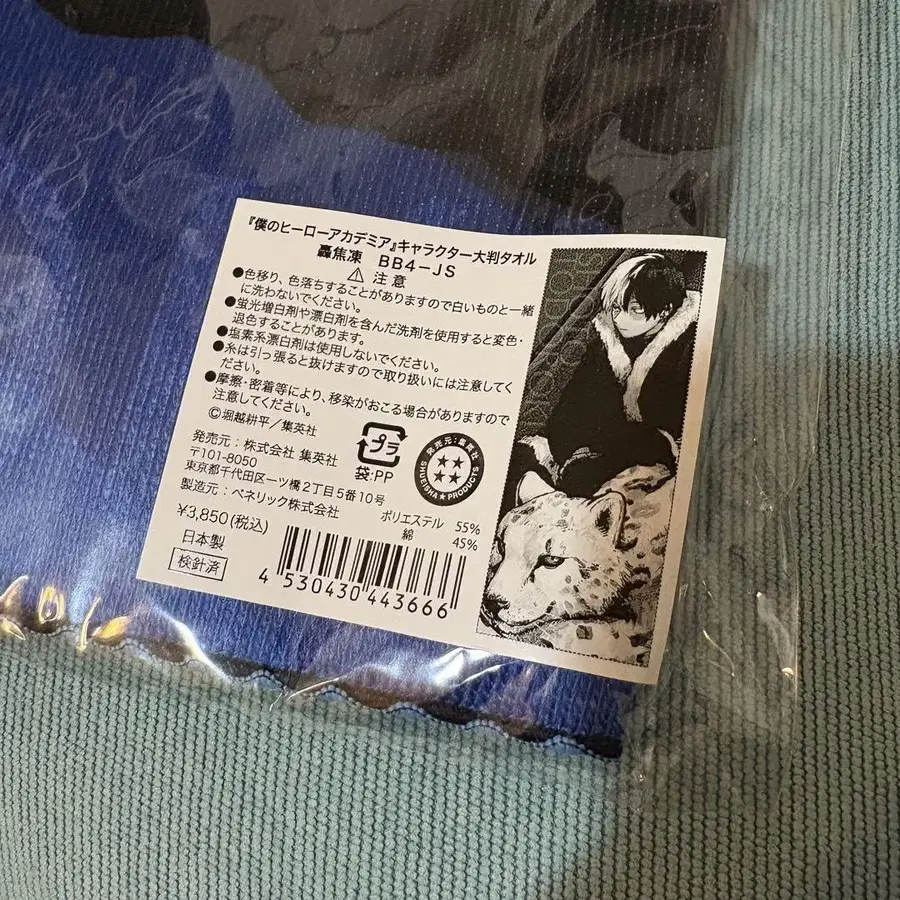 『僕のヒーローアカデミア』キャラクター大判タオル
轟焦凍 BB4-JS
⚠ 注意
●色移り、色落ちすることがありますので白いものと一緒
に洗わないでください。
●蛍光増白剤や漂白剤を含んだ洗剤を使用すると変色・
退色することがあります。
●塩素系漂白剤は使用しないでください。
●糸は引っ張ると抜けますので取り扱いには注意してく
ださい。
●摩擦・密着等により、移染がおこる場合がありますので
注意してください。
©堀越耕平／集英社
発売元：株式会社 集英社
〒101-8050
東京都千代田区一ツ橋2丁目5番10号
製造元：ベネリック株式会社
¥3,850(税込)
日本製
検針済
プラ
袋:PP
発売元：集英社
SHUEISHA★PRODUCTS
ポリエステル 55%
綿 45%
4 530430 443666